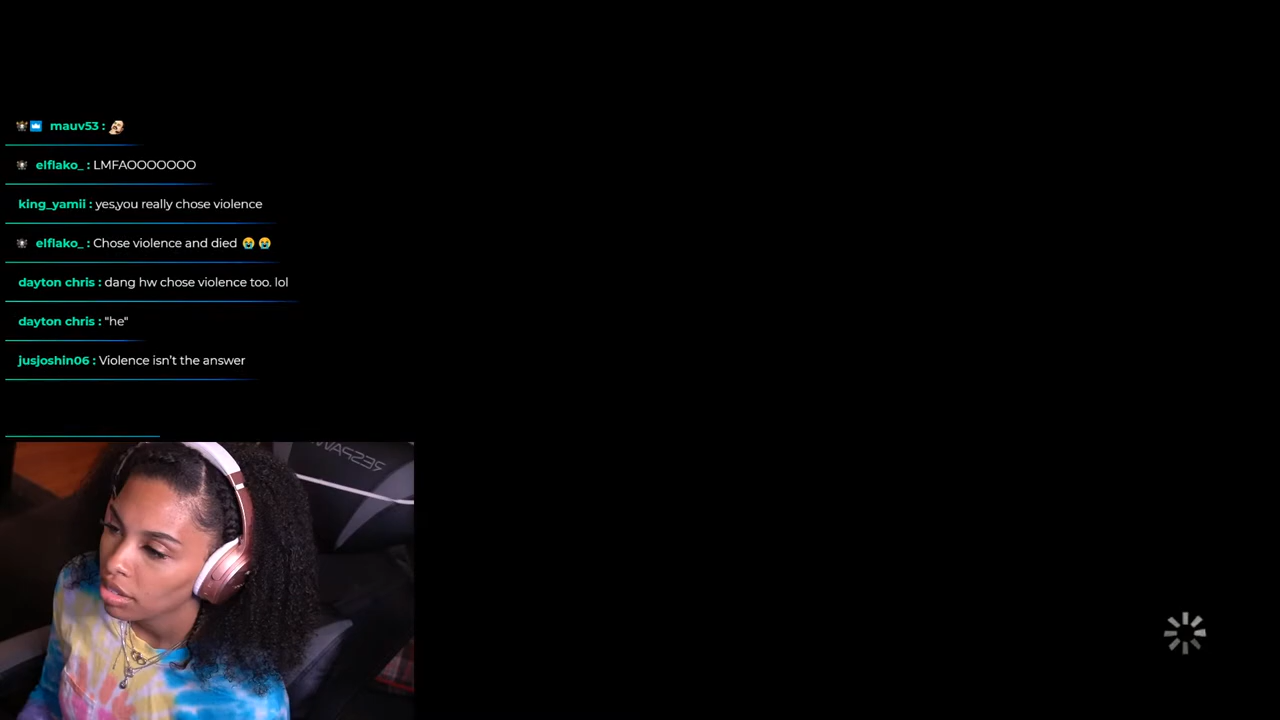 mauv53 :
elflako_ : LMFAOOOOOOO
king_yamii : yes,you really chose violence
elflako_ : Chose violence and died 😭 😭
dayton chris : dang hw chose violence too. lol
dayton chris : "he"
jusjoshin06 : Violence isn't the answer
RESPAWN